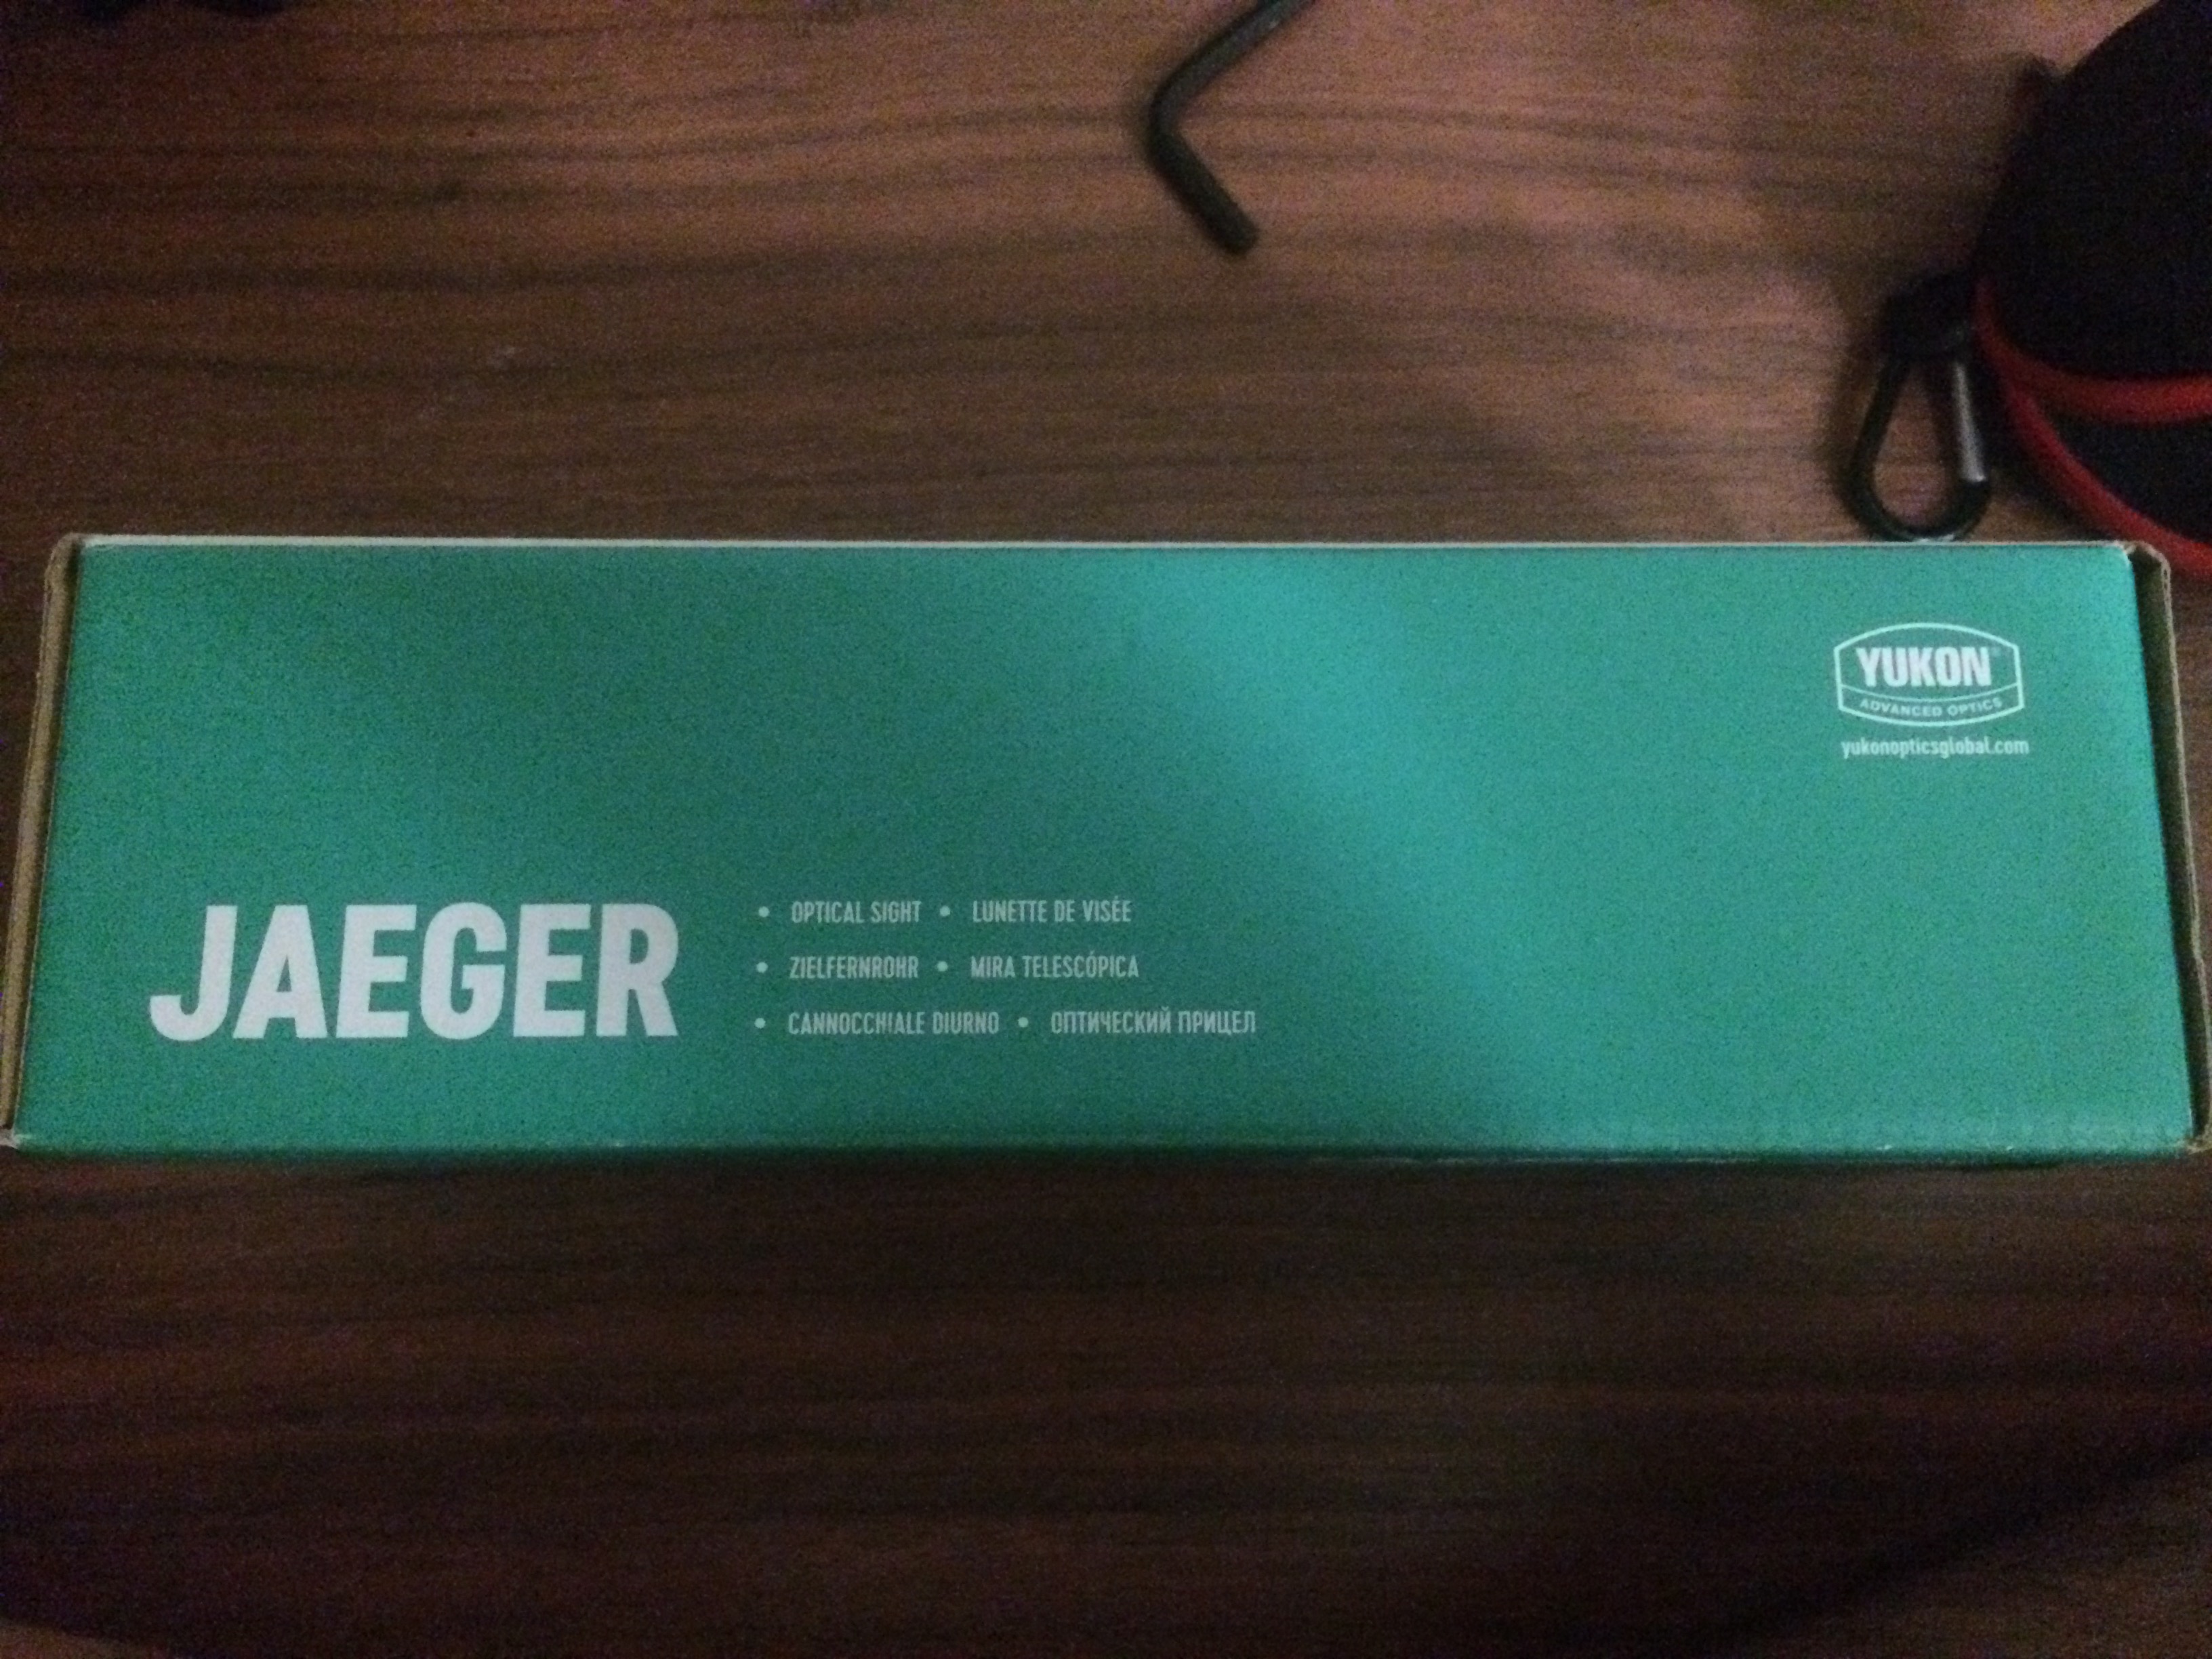 YUKON
ADVANCED OPTICS
yukonopticsglobal.com
JAEGER
• OPTICAL SIGHT • LUNETTE DE VISÉE
• ZIELFERNROHR • MIRA TELESCÓPICA
• CANNOCCHIALE DIURNO • ОПТИЧЕСКИЙ ПРИЦЕЛ